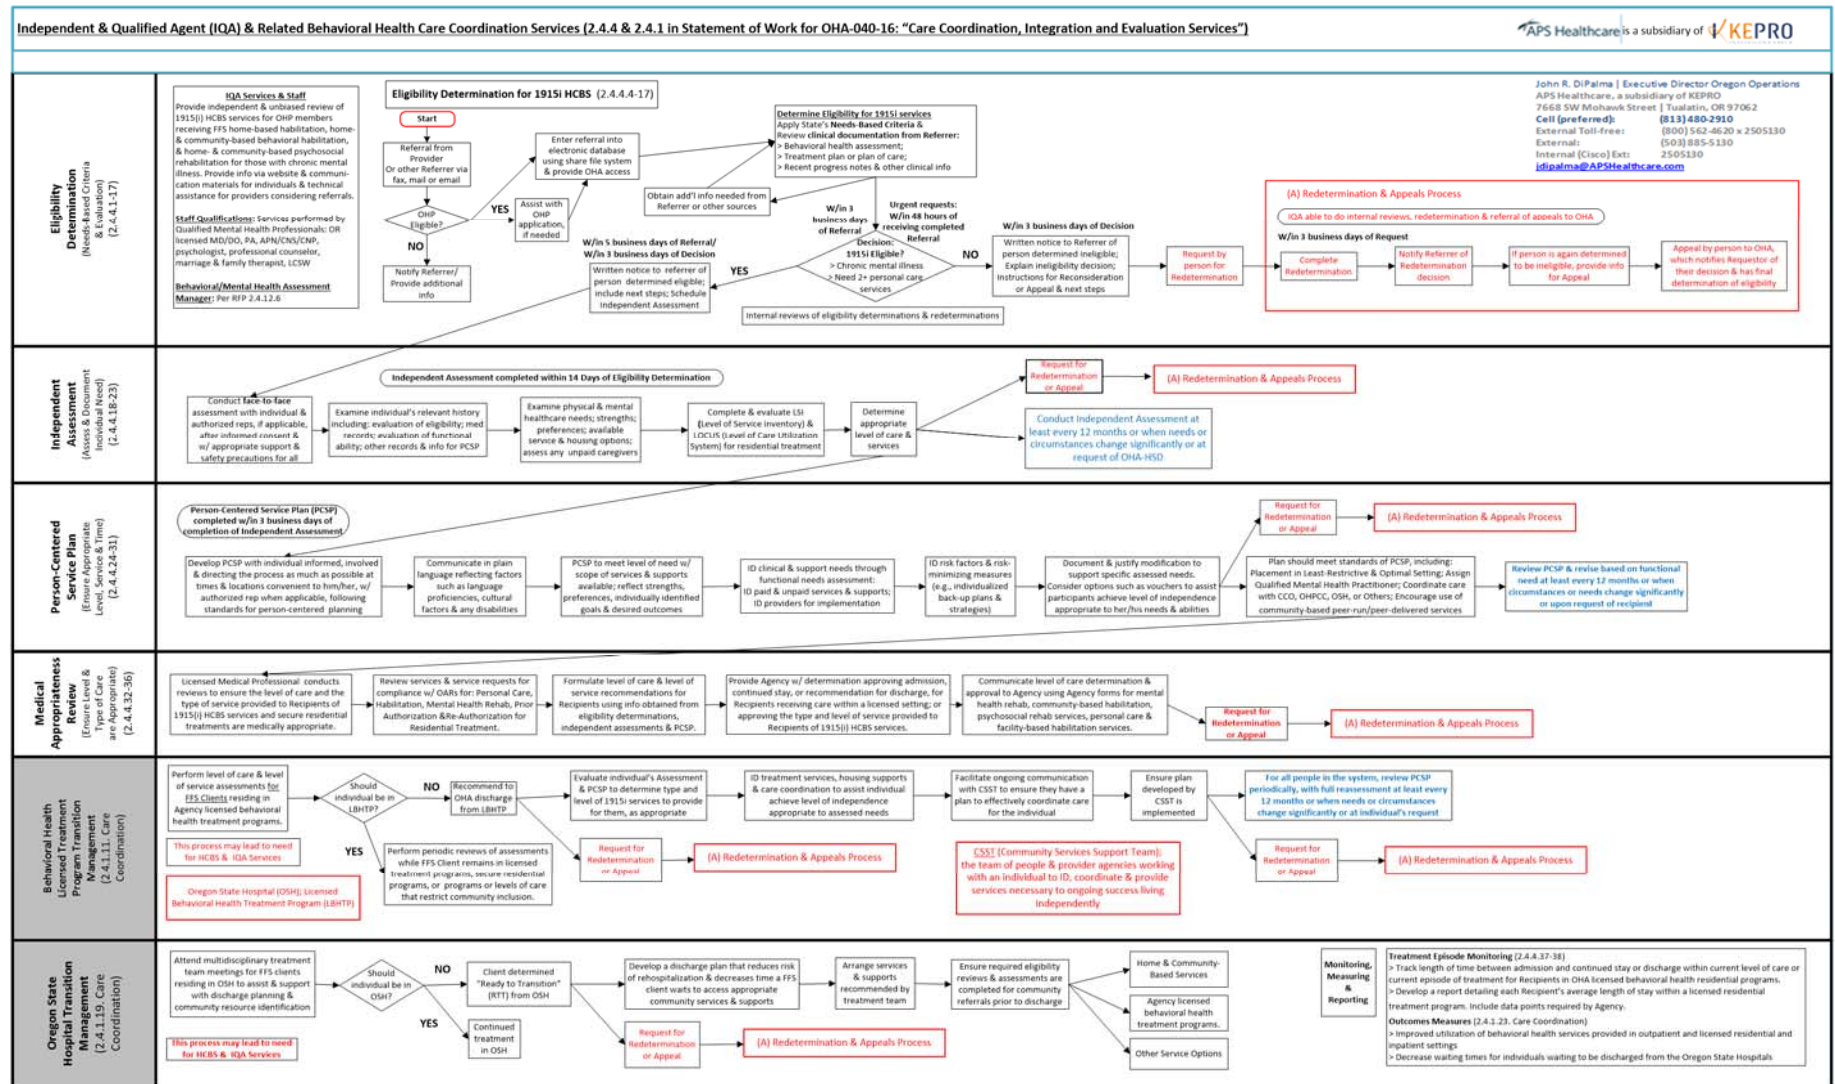 Independent & Qualified Agent (IQA) & Related Behavioral Health Care Coordination Services (2.4.4 & 2.4.1 in Statement of Work for OHA-040-16: “Care Coordination, Integration and Evaluation Services”)
APS Healthcare is a subsidiary of KEPRO
John R. DiPalma | Executive Director Oregon Operations
APS Healthcare, a subsidiary of KEPRO
7668 SW Mohawk Street | Tualatin, OR 97062
Cell (preferred): (813) 480-2910
External Toll-free: (800) 562-4620 x 2505130
External: (503) 885-5130
Internal (Cisco) Ext: 2505130
jdipalma@APSHealthcare.com
Eligibility
Determination
(Needs-Based Criteria
& Evaluation)
(2.4.4.1-17)
IQA Services & Staff
Provide independent & unbiased review of
1915(i) HCBS services for OHP members
receiving FFS home-based habilitation, home-
& community-based behavioral habilitation,
& home- & community-based psychosocial
rehabilitation for those with chronic mental
illness. Provide info via website & communi-
cation materials for individuals & technical
assistance for providers considering referrals.
Staff Qualifications: Services performed by
Qualified Mental Health Professionals: OR
licensed MD/DO, PA, APN/CNS/CNP,
psychologist, professional counselor,
marriage & family therapist, LCSW
Behavioral/Mental Health Assessment
Manager: Per RFP 2.4.12.6
Eligibility Determination for 1915i HCBS (2.4.4.4-17)
Start
Referral from
Provider
Or other Referrer via
fax, mail or email
OHP
Eligible?
YES
NO
Notify Referrer/
Provide additional
info
Assist with
OHP
application,
if needed
Enter referral into
electronic database
using share file system
& provide OHA access
Determine Eligibility for 1915i services
Apply State's Needs-Based Criteria &
Review clinical documentation from Referrer:
> Behavioral health assessment;
> Treatment plan or plan of care;
> Recent progress notes & other clinical info
Obtain add'l info needed from
Referrer or other sources
W/in 3
business days
of Referral
Urgent requests:
W/in 48 hours of
receiving completed
Referral
Decision:
1915i Eligible?
> Chronic mental illness
> Need 2+ personal care
services
YES
NO
W/in 5 business days of Referral/
W/in 3 business days of Decision
Written notice to referrer of
person determined eligible;
include next steps; Schedule
Independent Assessment
Internal reviews of eligibility determinations & redeterminations
W/in 3 business days of Decision
Written notice to Referrer of
person determined ineligible;
Explain ineligibility decision;
Instructions for Reconsideration
or Appeal & next steps
Request by
person for
Redetermination
(A) Redetermination & Appeals Process
IQA able to do internal reviews, redetermination & referral of appeals to OHA
W/in 3 business days of Request
Complete
Redetermination
Notify Referrer of
Redetermination
decision
If person is again determined
to be ineligible, provide info
for Appeal
Appeal by person to OHA,
which notifies Requestor of
their decision & has final
determination of eligibility
Independent
Assessment
(Assess & Document
Individual Need)
(2.4.4.18-23)
Independent Assessment completed within 14 Days of Eligibility Determination
Conduct face-to-face
assessment with individual &
authorized reps, if applicable,
after informed consent &
w/ appropriate support &
safety precautions for all
Examine individual's relevant history
including: evaluation of eligibility; med
records; evaluation of functional
ability; other records & info for PCSP
Examine physical & mental
healthcare needs; strengths;
preferences; available
service & housing options;
assess any unpaid caregivers
Complete & evaluate LSI
(Level of Service Inventory) &
LOCUS (Level of Care Utilization
System) for residential treatment
Determine
appropriate
level of care &
services
Request for
Redetermination
or Appeal
(A) Redetermination & Appeals Process
Conduct Independent Assessment at
least every 12 months or when needs or
circumstances change significantly or at
request of OHA-HSD
Person-Centered
Service Plan
(Ensure Appropriate
Level, Service & Time)
(2.4.4.24-31)
Person-Centered Service Plan (PCSP)
completed w/in 3 business days of
completion of Independent Assessment
Develop PCSP with individual informed, involved
& directing the process as much as possible at
times & locations convenient to him/her, w/
authorized rep when applicable, following
standards for person-centered planning
Communicate in plain
language reflecting factors
such as language
proficiencies, cultural
factors & any disabilities
PCSP to meet level of need w/
scope of services & supports
available; reflect strengths,
preferences, individually identified
goals & desired outcomes
ID clinical & support needs through
functional needs assessment:
ID paid & unpaid services & supports;
ID providers for implementation
ID risk factors & risk-
minimizing measures
(e.g., individualized
back-up plans &
strategies)
Document & justify modification to
support specific assessed needs.
Consider options such as vouchers to assist
participants achieve level of independence
appropriate to her/his needs & abilities
Request for
Redetermination
or Appeal
(A) Redetermination & Appeals Process
Plan should meet standards of PCSP, including:
Placement in Least-Restrictive & Optimal Setting; Assign
Qualified Mental Health Practitioner; Coordinate care
with CCO, OHPCC, OSH, or Others; Encourage use of
community-based peer-run/peer-delivered services
Review PCSP & revise based on functional
need at least every 12 months or when
circumstances or needs change significantly
or upon request of recipient
Medical
Appropriateness
Review
(Ensure Level &
Type of Care
are Appropriate)
(2.4.4.32-36)
Licensed Medical Professional conducts
reviews to ensure the level of care and the
type of service provided to Recipients of
1915(i) HCBS services and secure residential
treatments are medically appropriate.
Review services & service requests for
compliance w/ OARs for: Personal Care,
Habilitation, Mental Health Rehab, Prior
Authorization &Re-Authorization for
Residential Treatment.
Formulate level of care & level of
service recommendations for
Recipients using info obtained from
eligibility determinations,
independent assessments & PCSP.
Provide Agency w/ determination approving admission,
continued stay, or recommendation for discharge, for
Recipients receiving care within a licensed setting; or
approving the type and level of service provided to
Recipients of 1915(i) HCBS services.
Communicate level of care determination &
approval to Agency using Agency forms for mental
health rehab, community-based habilitation,
psychosocial rehab services, personal care &
facility-based habilitation services.
Request for
Redetermination
or Appeal
(A) Redetermination & Appeals Process
Behavioral Health
Licensed Treatment
Program Transition
Management
(2.4.1.11. Care
Coordination)
Perform level of care & level
of service assessments for
FFS Clients residing in
Agency licensed behavioral
health treatment programs.
This process may lead to need
for HCBS & IQA Services
Oregon State Hospital (OSH); Licensed
Behavioral Health Treatment Program (LBHTP)
Should
individual be in
LBHTP?
NO
YES
Recommend to
OHA discharge
from LBHTP
Perform periodic reviews of assessments
while FFS Client remains in licensed
treatment programs, secure residential
programs, or programs or levels of care
that restrict community inclusion.
Evaluate individual's Assessment
& PCSP to determine type and
level of 1915i services to provide
for them, as appropriate
Request for
Redetermination
or Appeal
(A) Redetermination & Appeals Process
ID treatment services, housing supports
& care coordination to assist individual
achieve level of independence
appropriate to assessed needs
Facilitate ongoing communication
with CSST to ensure they have a
plan to effectively coordinate care
for the individual
CSST (Community Services Support Team):
the team of people & provider agencies working
with an individual to ID, coordinate & provide
services necessary to ongoing success living
Independently
Ensure plan
developed by
CSST is
implemented
For all people in the system, review PCSP
periodically, with full reassessment at least every
12 months or when needs or circumstances
change significantly or at individual's request
Request for
Redetermination
or Appeal
(A) Redetermination & Appeals Process
Oregon State
Hospital Transition
Management
(2.4.1.19. Care
Coordination)
Attend multidisciplinary treatment
team meetings for FFS clients
residing in OSH to assist & support
with discharge planning &
community resource identification
This process may lead to need
for HCBS & IQA Services
Should
individual be in
OSH?
NO
YES
Client determined
“Ready to Transition”
(RTT) from OSH
Continued
treatment
in OSH
Develop a discharge plan that reduces risk
of rehospitalization & decreases time a FFS
client waits to access appropriate
community services & supports
Request for
Redetermination
or Appeal
(A) Redetermination & Appeals Process
Arrange services
& supports
recommended by
treatment team
Ensure required eligibility
reviews & assessments are
completed for community
referrals prior to discharge
Home & Community-
Based Services
Agency licensed
behavioral health
treatment programs.
Other Service Options
Monitoring,
Measuring
&
Reporting
Treatment Episode Monitoring (2.4.4.37-38)
> Track length of time between admission and continued stay or discharge within current level of care or
current episode of treatment for Recipients in OHA licensed behavioral health residential programs.
> Develop a report detailing each Recipient's average length of stay within a licensed residential
treatment program. Include data points required by Agency.
Outcomes Measures (2.4.1.23. Care Coordination)
> Improved utilization of behavioral health services provided in outpatient and licensed residential and
inpatient settings
> Decrease waiting times for individuals waiting to be discharged from the Oregon State Hospitals